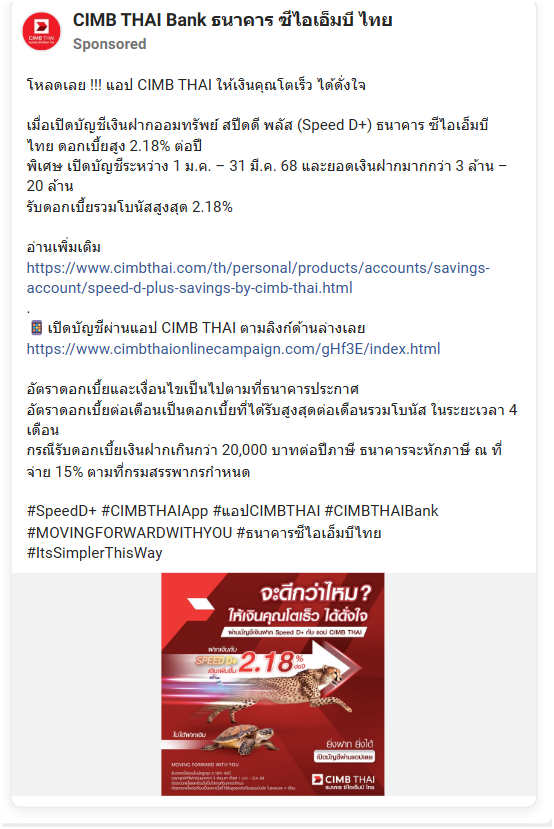 CIMB THAI Bank ธนาคาร ซีไอเอ็มบี ไทย
Sponsored
โหลดเลย !!! แอป CIMB THAI ให้เงินคุณโตเร็ว ได้ดั่งใจ
เมื่อเปิดบัญชีเงินฝากออมทรัพย์ สปีดดี พลัส (Speed D+) ธนาคาร ซีไอเอ็มบี
ไทย ดอกเบี้ยสูง 2.18% ต่อปี
พิเศษ เปิดบัญชีระหว่าง 1 ม.ค. – 31 มี.ค. 68 และยอดเงินฝากมากกว่า 3 ล้าน –
20 ล้าน
รับดอกเบี้ยรวมโบนัสสูงสุด 2.18%
อ่านเพิ่มเติม
https://www.cimbthai.com/th/personal/products/accounts/savings-
account/speed-d-plus-savings-by-cimb-thai.html
.
เปิดบัญชีผ่านแอป CIMB THAI ตามลิงก์ด้านล่างเลย
https://www.cimbthaionlinecampaign.com/gHf3E/index.html
อัตราดอกเบี้ยและเงื่อนไขเป็นไปตามที่ธนาคารประกาศ
อัตราดอกเบี้ยต่อเดือนเป็นดอกเบี้ยที่ได้รับสูงสุดต่อเดือนรวมโบนัส ในระยะเวลา 4
เดือน
กรณีรับดอกเบี้ยเงินฝากเกินกว่า 20,000 บาทต่อปีภาษี ธนาคารจะหักภาษี ณ ที่
จ่าย 15% ตามที่กรมสรรพากรกำหนด
#SpeedD+ #CIMBTHAIApp #แอปCIMBTHAI #CIMBTHAIBank
#MOVINGFORWARDWITHYOU #ธนาคารซีไอเอ็มบีไทย
#ItsSimplerThisWay
จะดีกว่าไหม?
ให้เงินคุณโตเร็ว ได้ดั่งใจ
ผ่านบัญชีเงินฝาก Speed D+ กับ แอป CIMB THAI
ฝากเงินกับ
SPEED D+
2.18% ต่อปี
ไม่ได้ฝากเงิน
ยิ่งฝาก ยิ่งได้
เปิดบัญชีผ่านแอปเลย
MOVING FORWARD WITH YOU
CIMB THAI
ธนาคาร ซีไอเอ็มบี ไทย